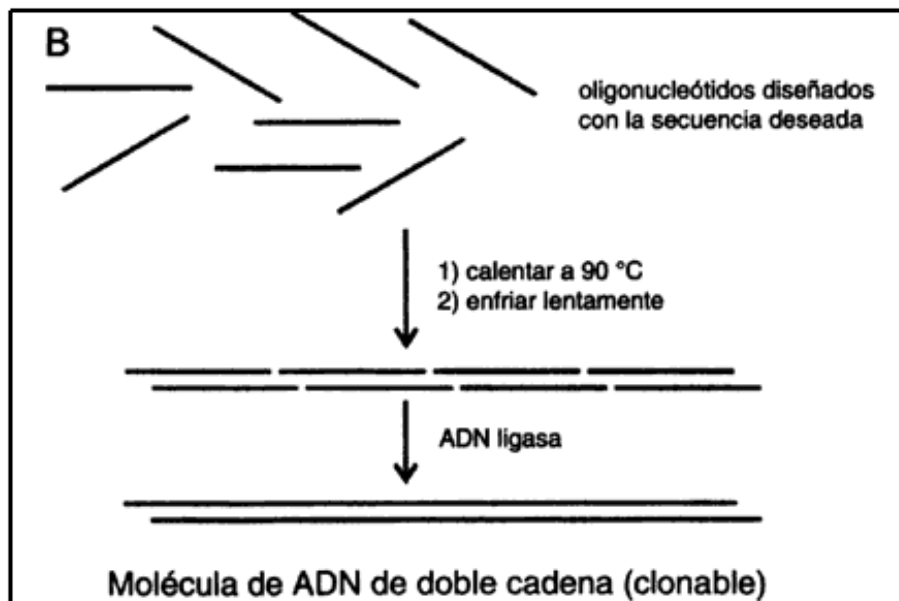 B
oligonucleótidos diseñados
con la secuencia deseada
1) calentar a 90 °C
2) enfriar lentamente
ADN ligasa
Molécula de ADN de doble cadena (clonable)